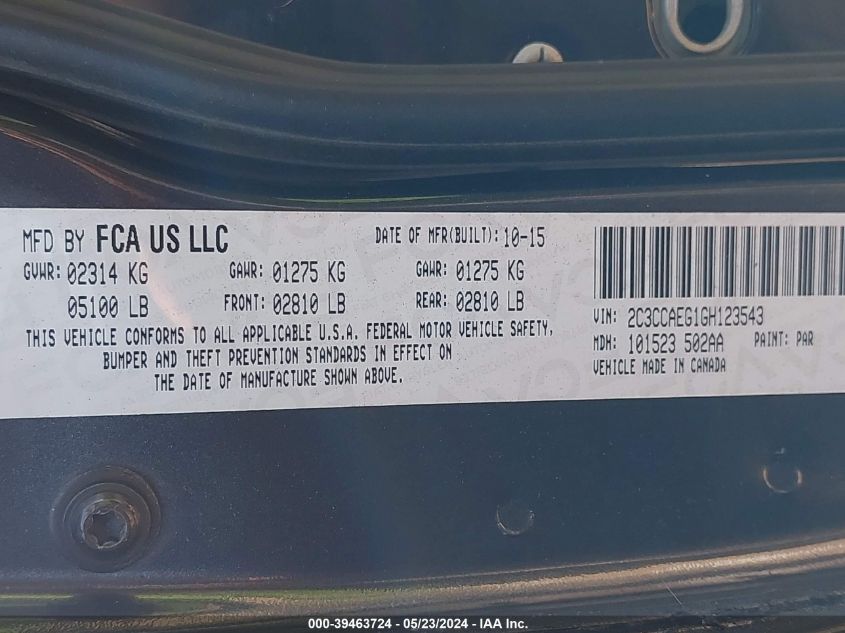 MFD BY FCA US LLC
DATE OF MFR(BUILT): 10-15
GVWR: 02314 KG
GAWR: 01275 KG
GAWR: 01275 KG
05100 LB
FRONT: 02810 LB
REAR: 02810 LB
THIS VEHICLE CONFORMS TO ALL APPLICABLE U.S.A. FEDERAL MOTOR VEHICLE SAFETY,
BUMPER AND THEFT PREVENTION STANDARDS IN EFFECT ON
THE DATE OF MANUFACTURE SHOWN ABOVE.
VIN: 2C3CCAEG1GH123543
MDH: 101523 502AA PAINT: PAR
VEHICLE MADE IN CANADA
000-39463724 - 05/23/2024 - IAA Inc.